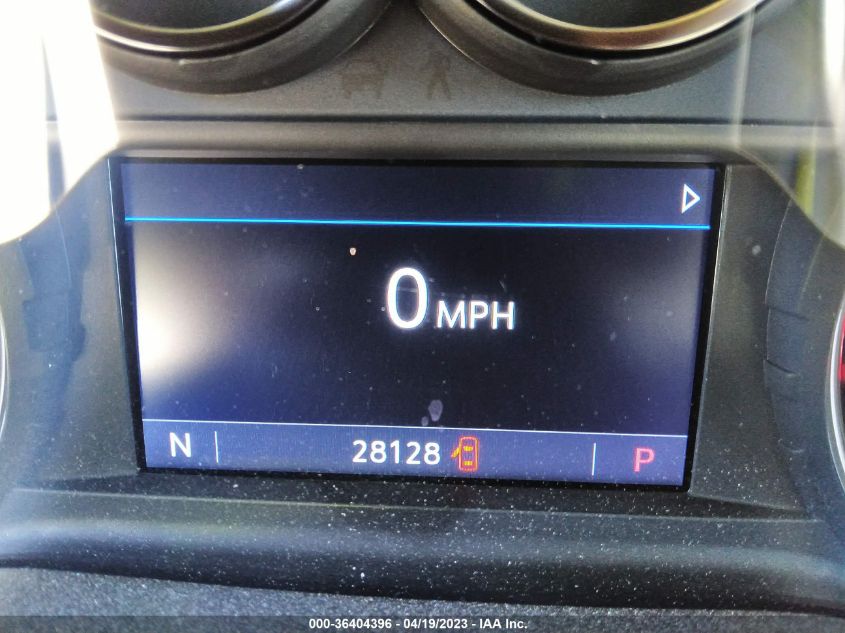 0 MPH
N 28128 P
000-36404396 - 04/19/2023 - IAA Inc.